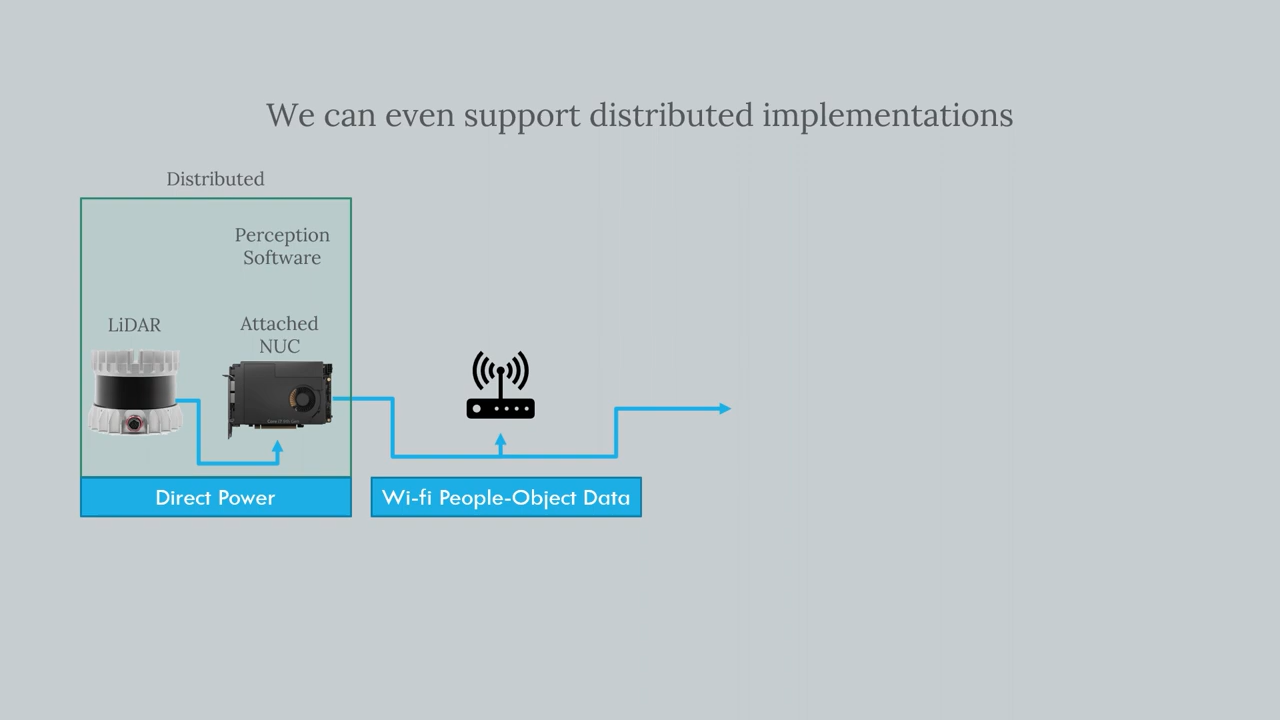 We can even support distributed implementations
Distributed
Perception
Software
LiDAR
Attached
NUC
Direct Power
Wi-fi People-Object Data